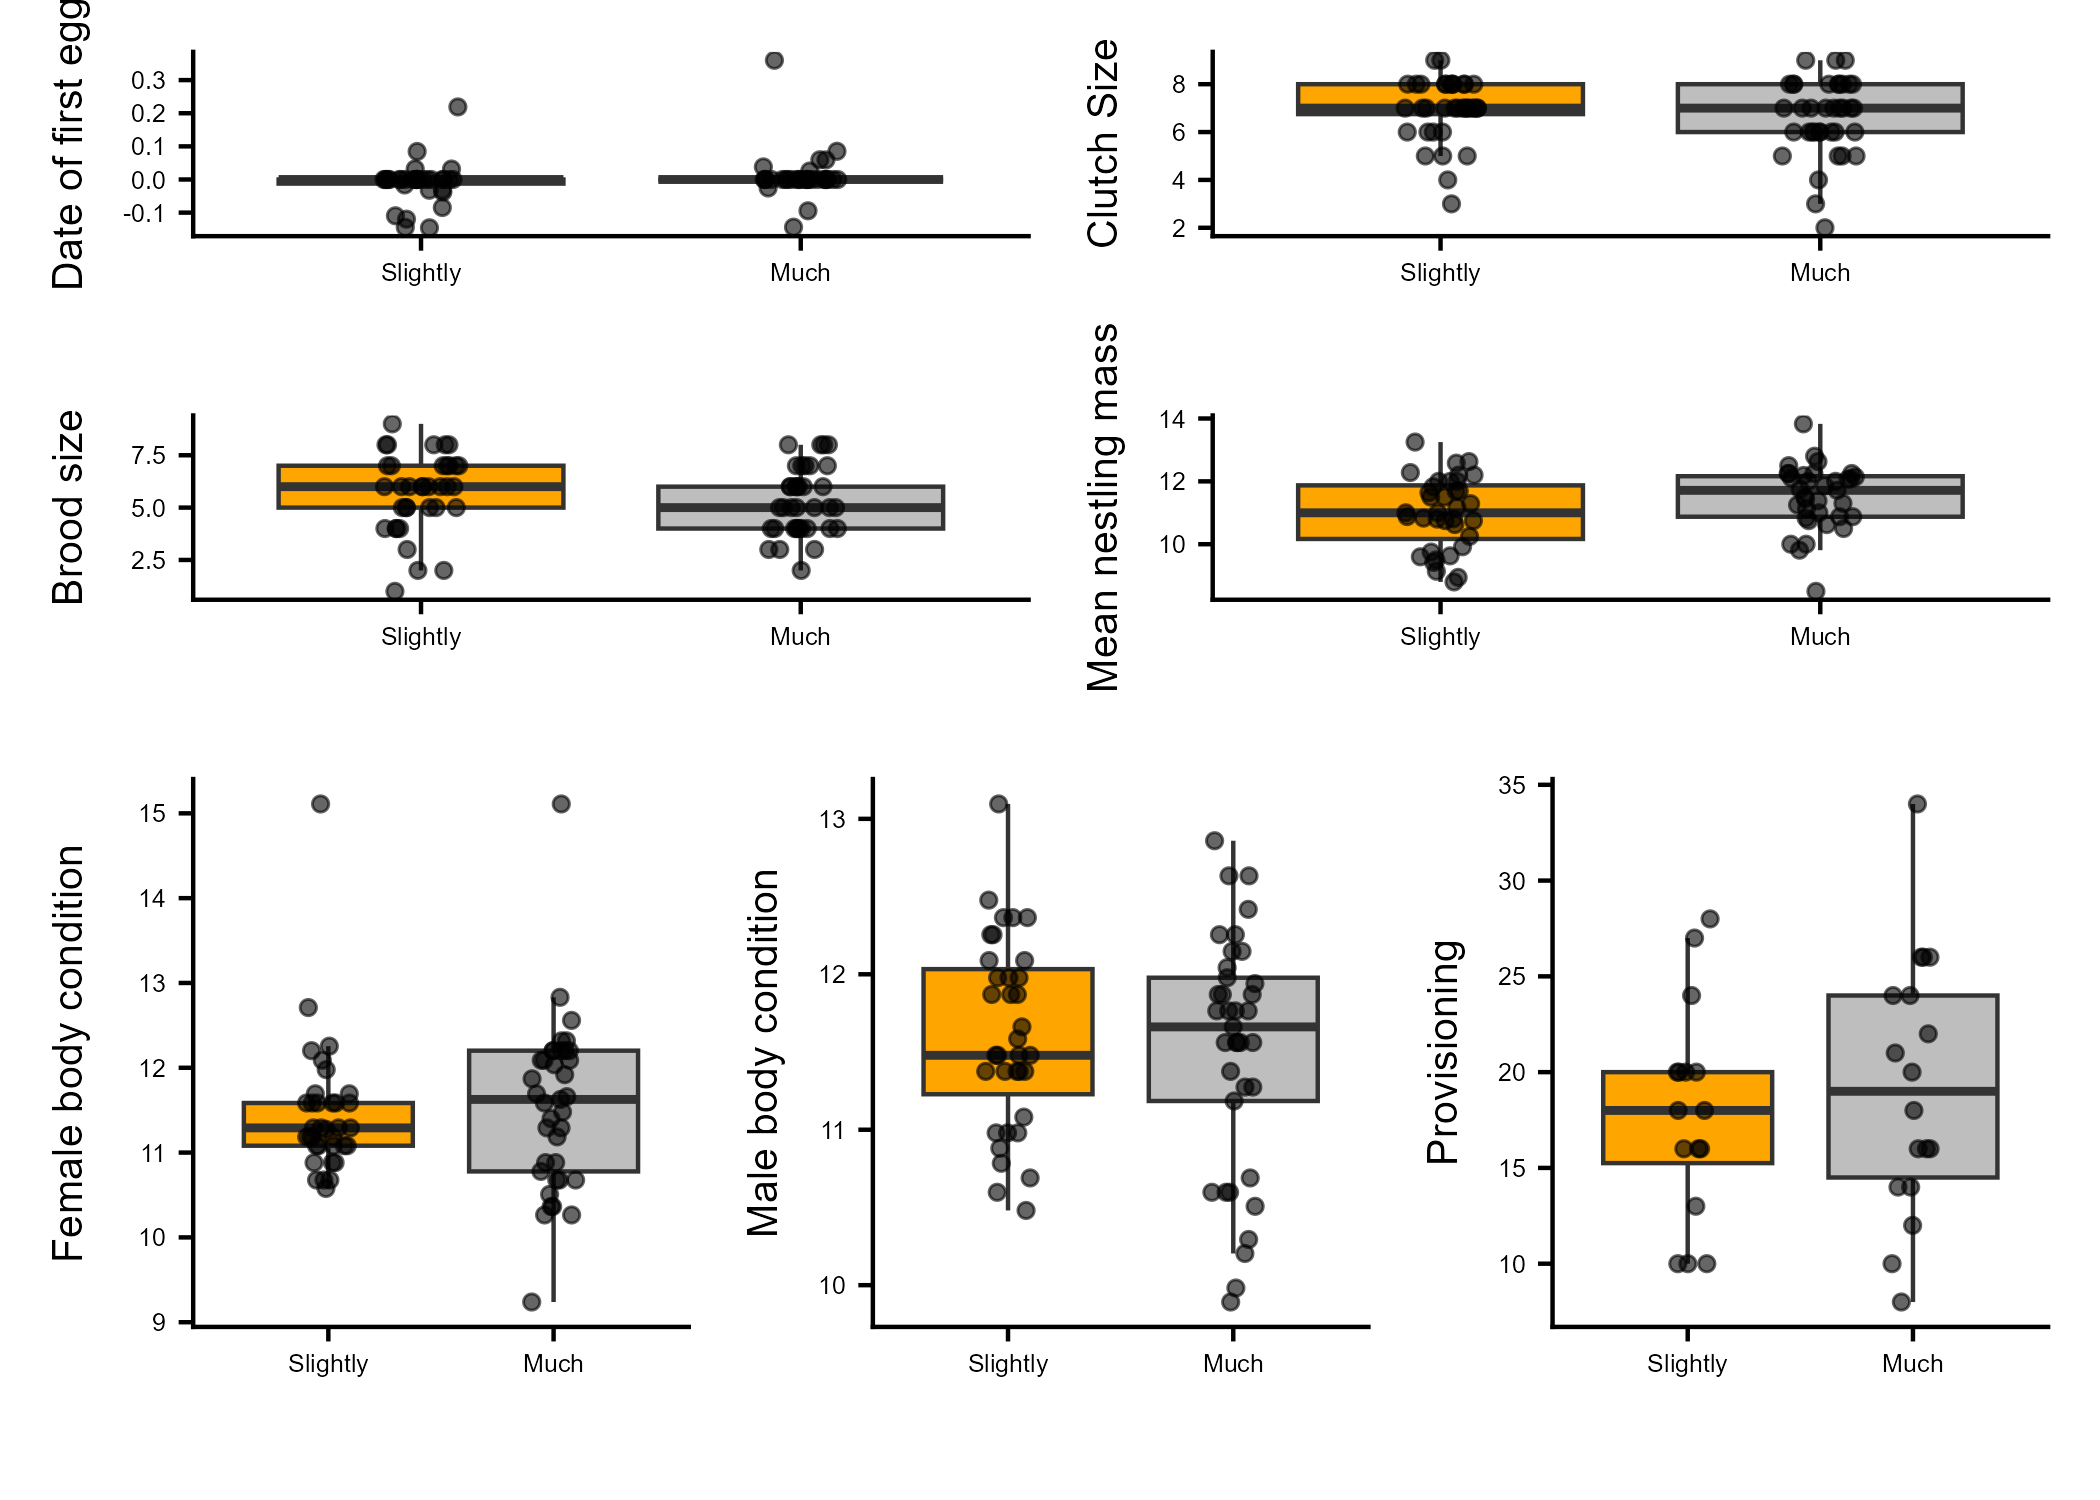 Date of first egg
0.3
0.2
0.1
0.0
-0.1
Slightly
Much
Clutch Size
8
6
4
2
Slightly
Much
Brood size
7.5
5.0
2.5
Slightly
Much
Mean nestling mass
14
12
10
Slightly
Much
Female body condition
15
14
13
12
11
10
9
Slightly
Much
Male body condition
13
12
11
10
Slightly
Much
Provisioning
35
30
25
20
15
10
Slightly
Much